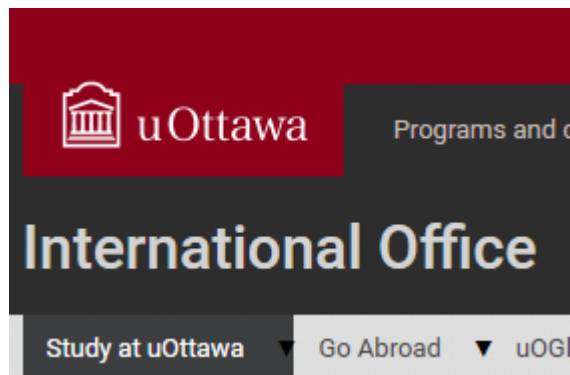 uOttawa
Programs and
International Office
Study at uOttawa ▼ Go Abroad ▼